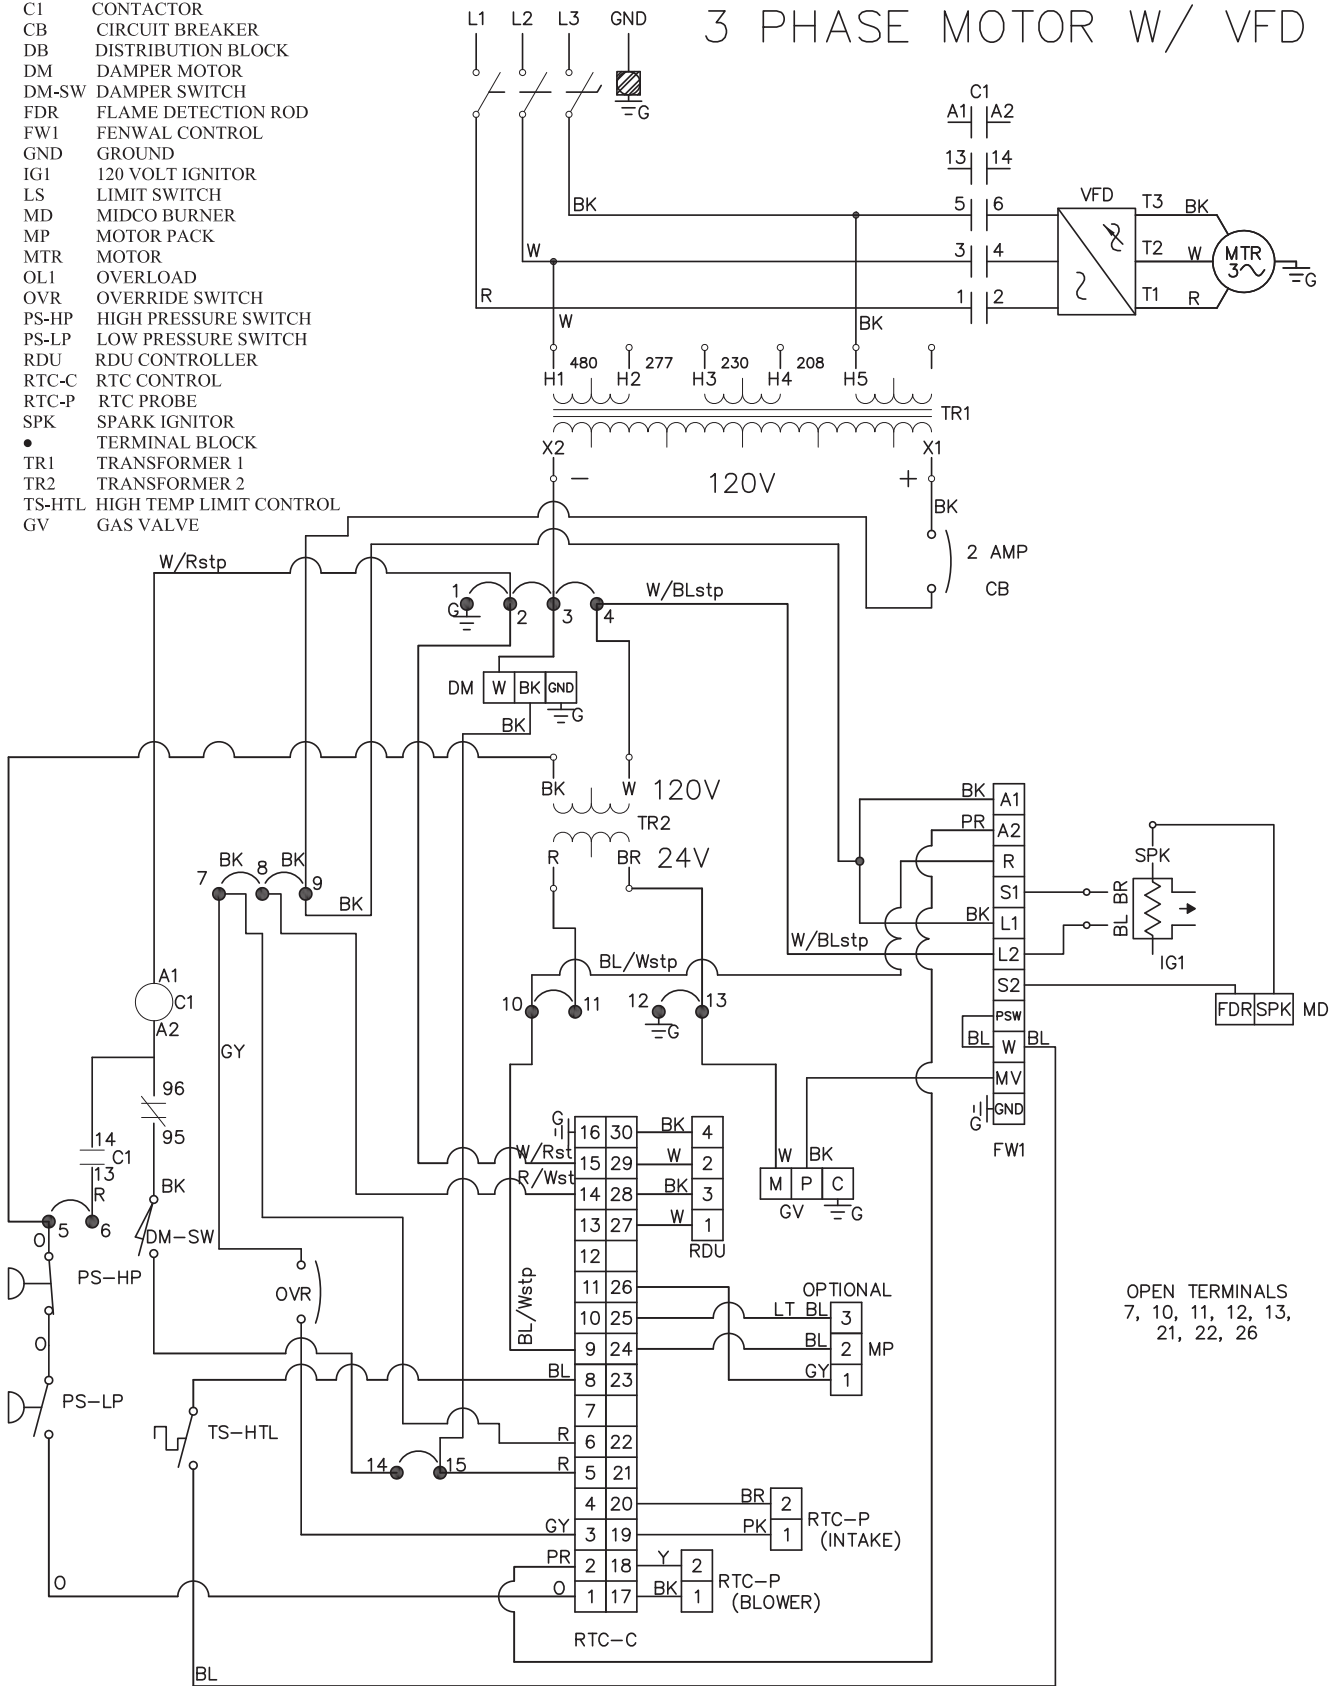 3 PHASE MOTOR W/ VFD
C1 CONTACTOR
CB CIRCUIT BREAKER
DB DISTRIBUTION BLOCK
DM DAMPER MOTOR
DM-SW DAMPER SWITCH
FDR FLAME DETECTION ROD
FW1 FENWAL CONTROL
GND GROUND
IG1 120 VOLT IGNITOR
LS LIMIT SWITCH
MD MIDCO BURNER
MP MOTOR PACK
MTR MOTOR
OL1 OVERLOAD
OVR OVERRIDE SWITCH
PS-HP HIGH PRESSURE SWITCH
PS-LP LOW PRESSURE SWITCH
RDU RDU CONTROLLER
RTC-C RTC CONTROL
RTC-P RTC PROBE
SPK SPARK IGNITOR
● TERMINAL BLOCK
TR1 TRANSFORMER 1
TR2 TRANSFORMER 2
TS-HTL HIGH TEMP LIMIT CONTROL
GV GAS VALVE
L1 L2 L3 GND
G
C1
A1 A2
13 14
BK 5 6
W 3 4
R 1 2
VFD
T3 BK
T2 W
T1 R
MTR
3
G
W BK
480 277 230 208
H1 H2 H3 H4 H5
TR1
X2 X1
− 120V +
BK
2 AMP
CB
W/Rstp
W/BLstp
1 2 3 4
G
DM W BK GND
G
BK
BK W 120V
TR2
R BR 24V
7 BK 8 BK 9
BK
BL/Wstp
W/BLstp
10 11 12 13
G
BK A1
PR A2
R
S1
BK L1
L2
S2
PSW
BL W BL
MV
G GND
FW1
SPK
BR
BL
IG1
FDR SPK MD
A1
C1
A2
GY
96
95
14
C1
13
R
BK
5 6
DM-SW
O
PS-HP
O
PS-LP
O
OVR
TS-HTL
BL
14 15
BL/Wstp
G 16 30 BK 4
W/Rst 15 29 W 2
R/Wst 14 28 BK 3
13 27 W 1
RDU
12
11 26
10 25 LT BL 3
9 24 BL 2 MP
BL 8 23 GY 1
OPTIONAL
7
R 6 22
R 5 21
4 20 BR 2
GY 3 19 PK 1
RTC-P
(INTAKE)
PR 2 18 Y 2
O 1 17 BK 1
RTC-P
(BLOWER)
RTC-C
W BK
M P C
GV
G
OPEN TERMINALS
7, 10, 11, 12, 13,
21, 22, 26